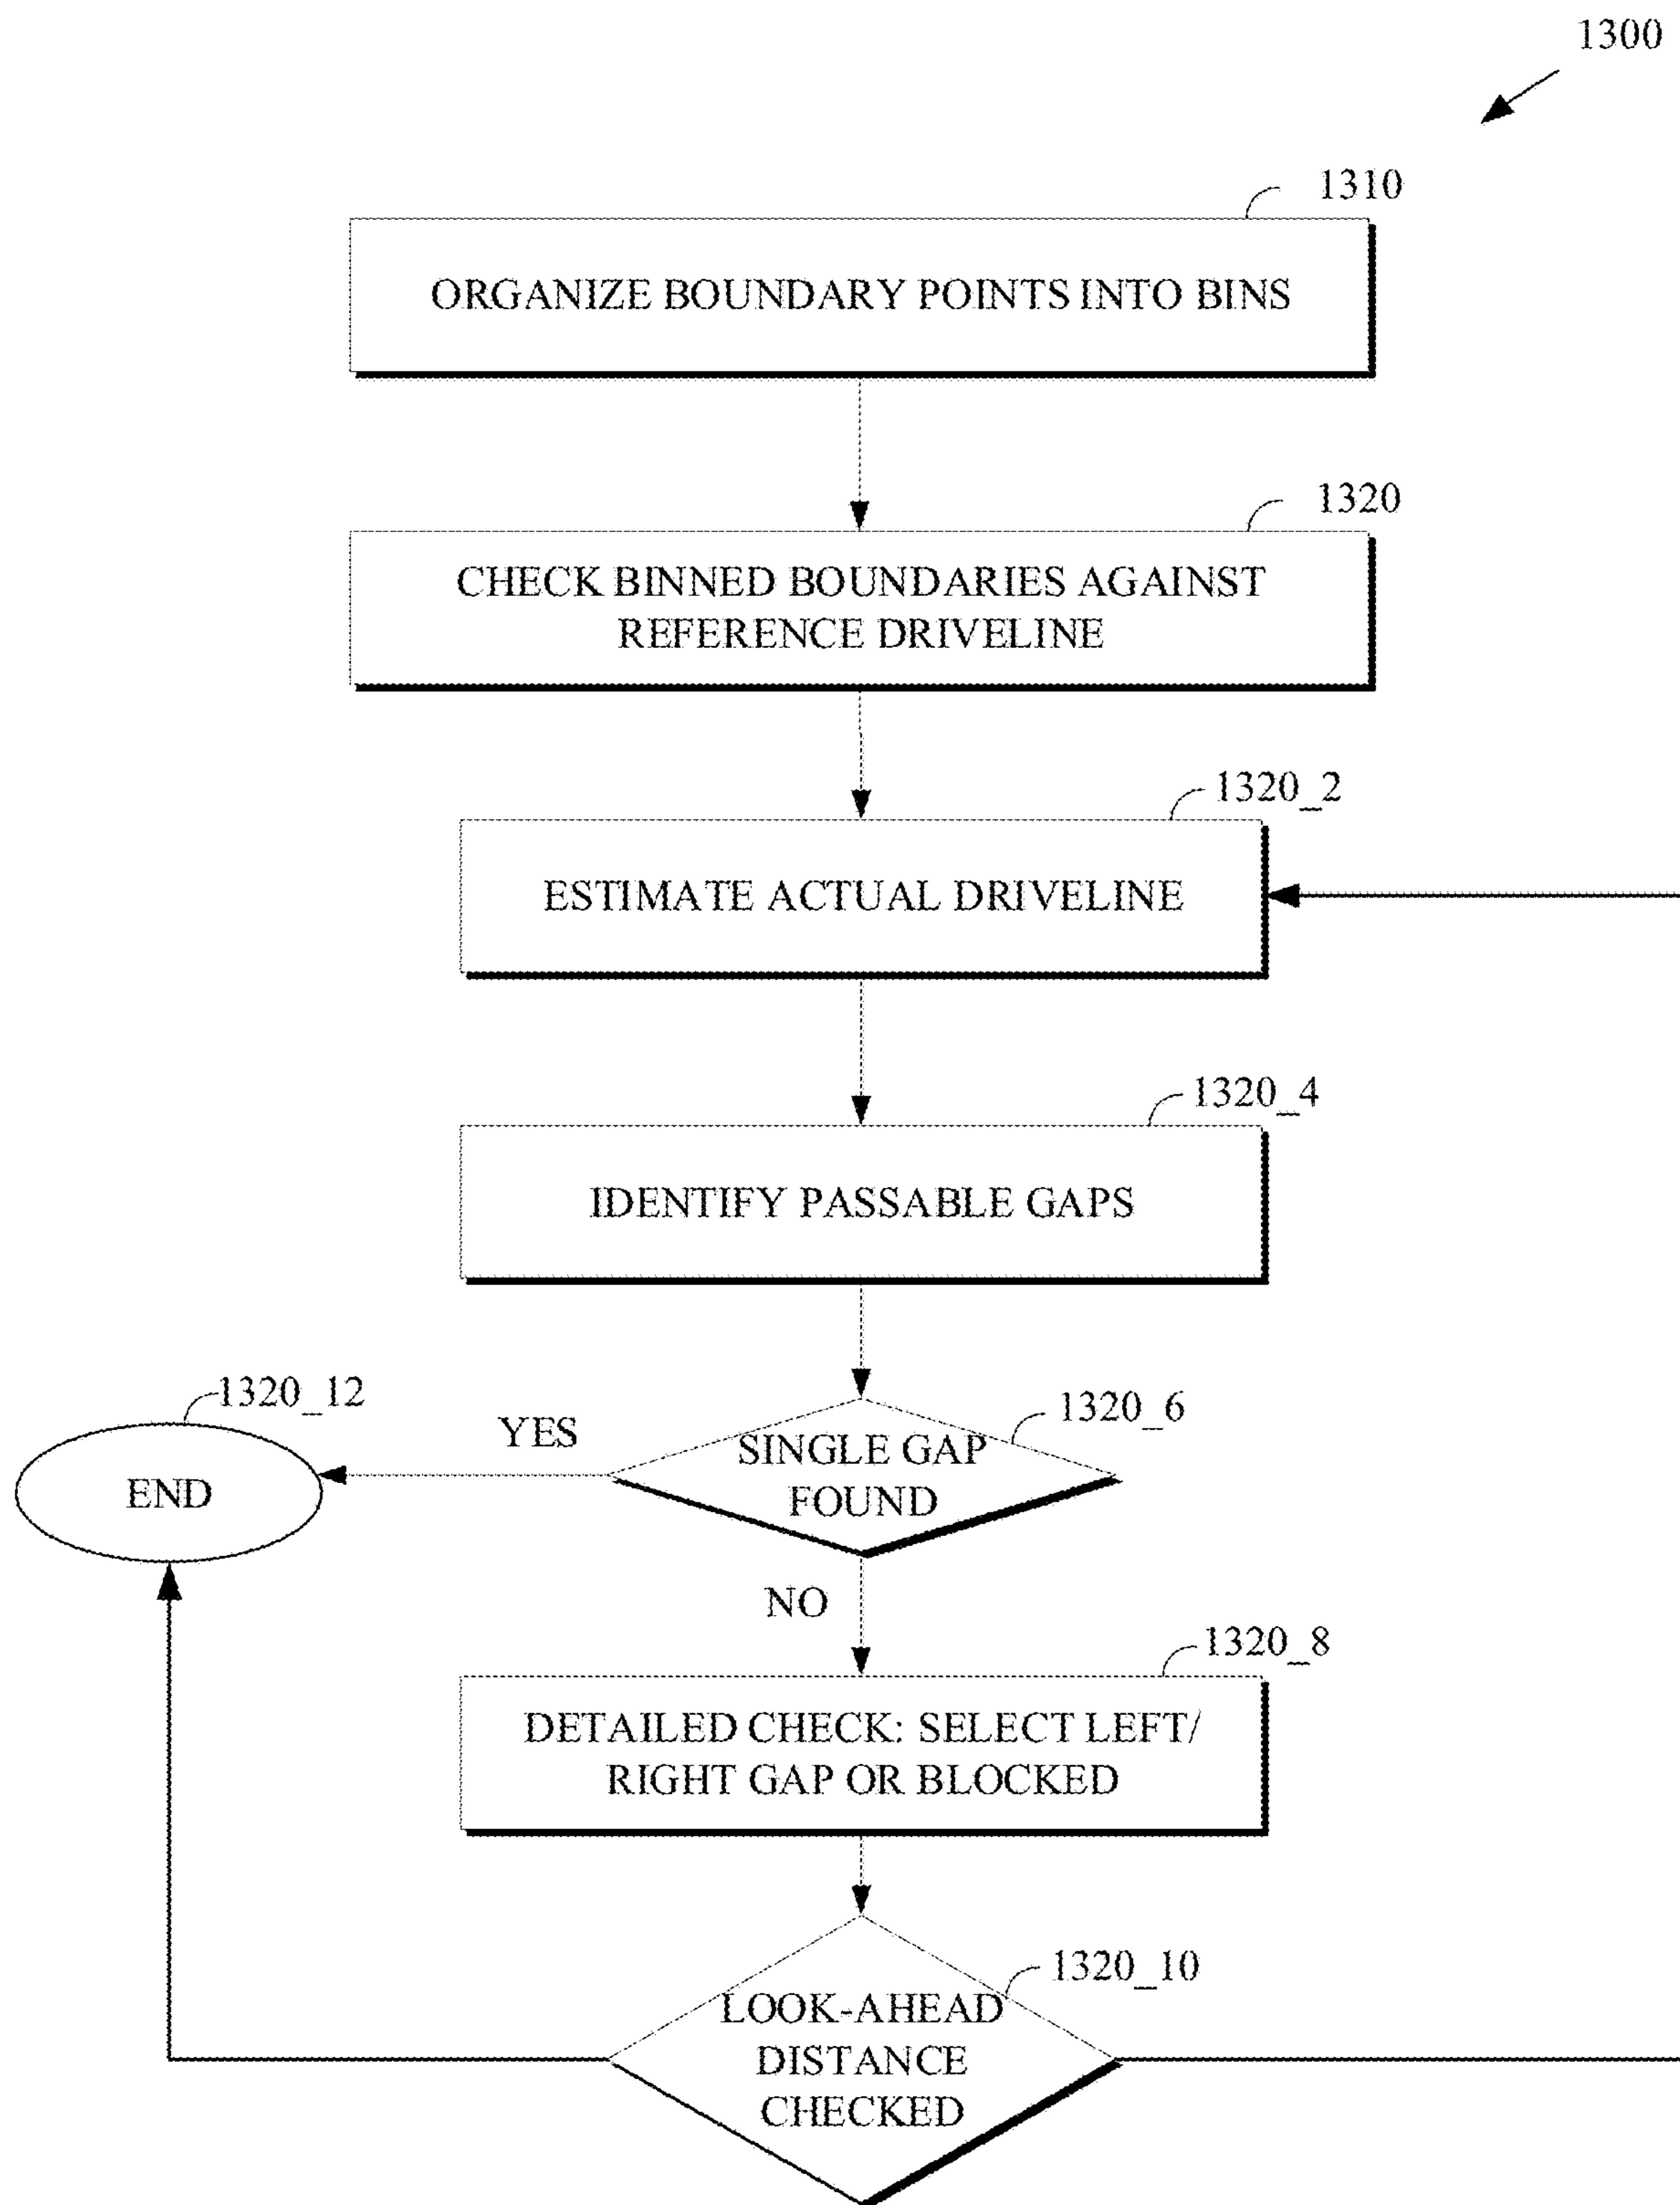 1300
1310
ORGANIZE BOUNDARY POINTS INTO BINS
1320
CHECK BINNED BOUNDARIES AGAINST
REFERENCE DRIVELINE
1320_2
ESTIMATE ACTUAL DRIVELINE
1320_4
IDENTIFY PASSABLE GAPS
1320_12
END
YES
1320_6
SINGLE GAP
FOUND
NO
1320_8
DETAILED CHECK: SELECT LEFT/
RIGHT GAP OR BLOCKED
1320_10
LOOK-AHEAD
DISTANCE
CHECKED